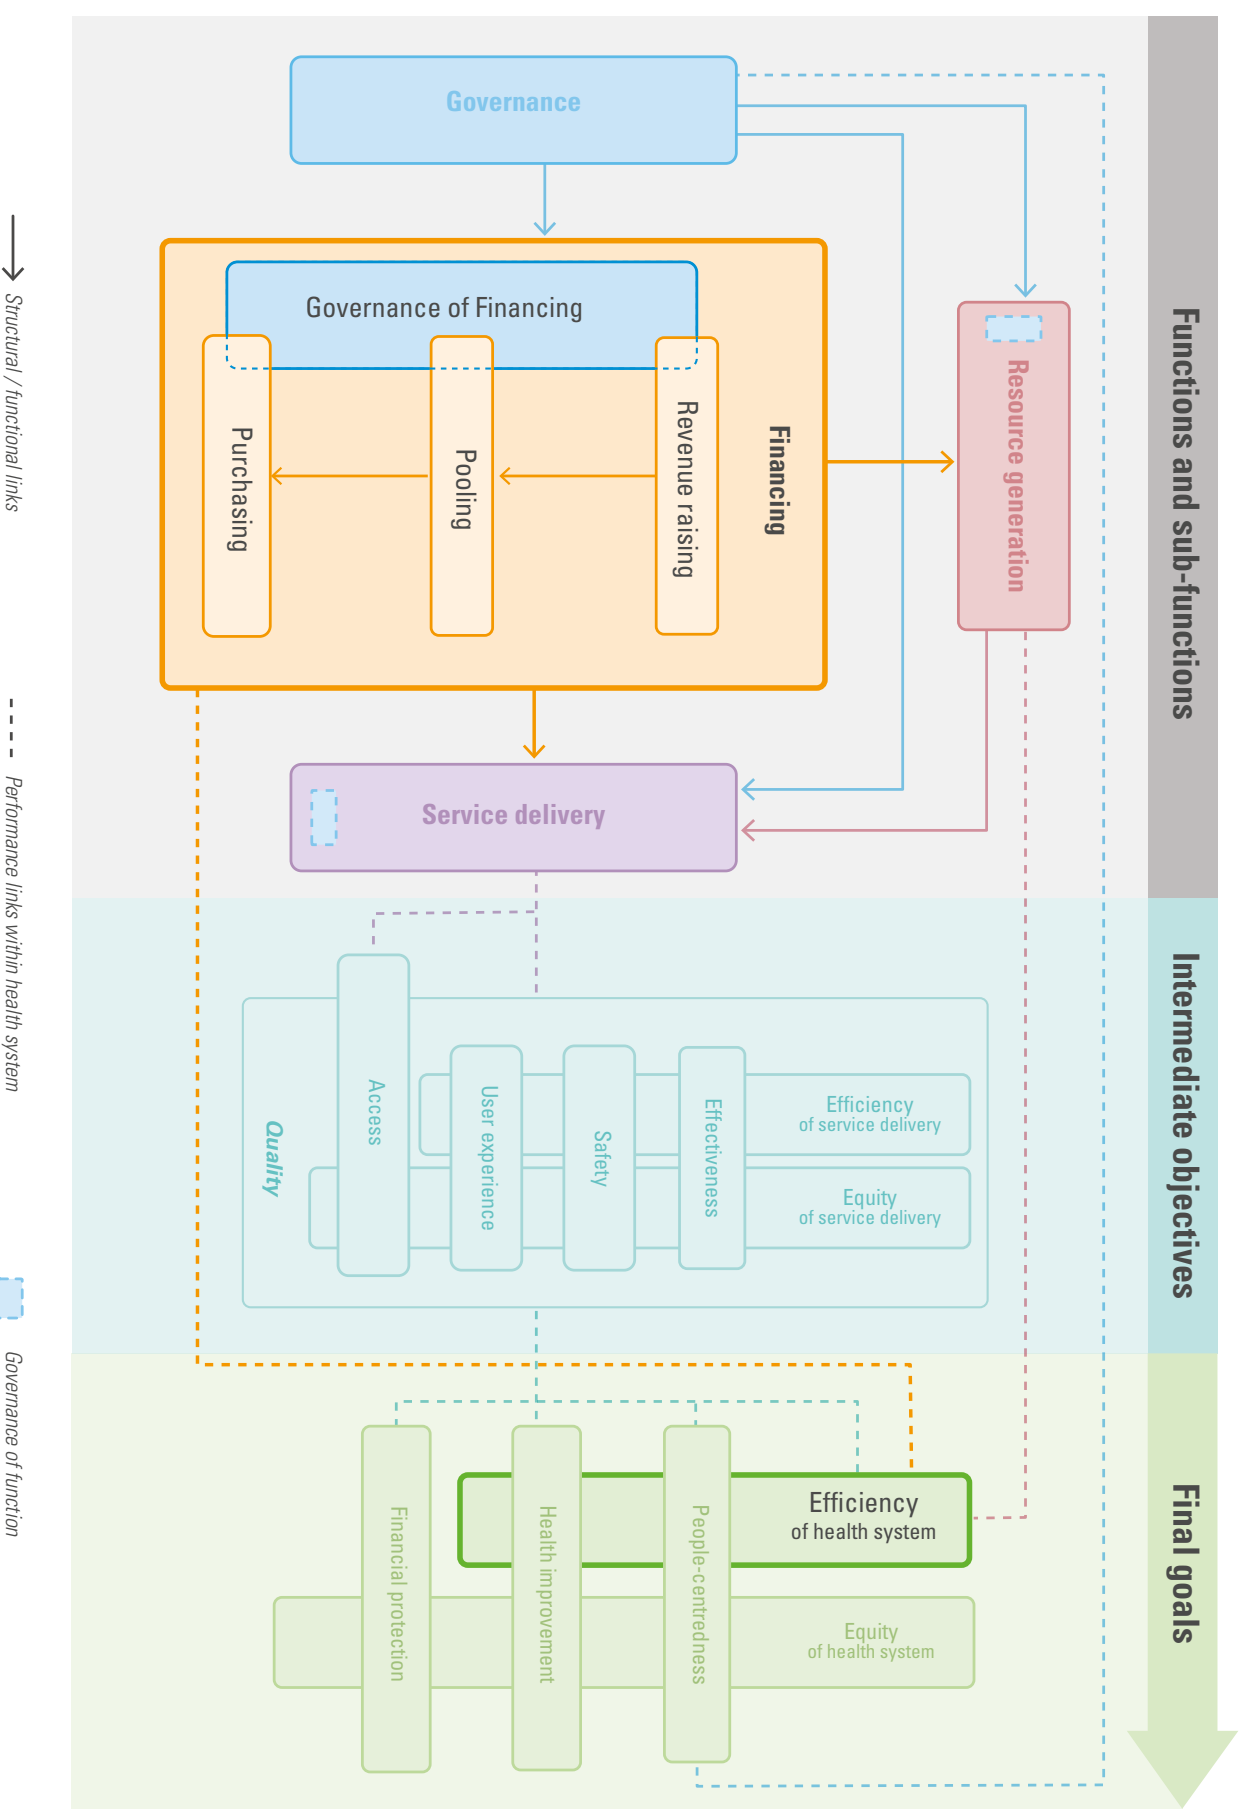 Governance
Governance of Financing
Purchasing
Pooling
Revenue raising
Financing
Resource generation
Service delivery
Functions and sub-functions
Access
User experience
Safety
Effectiveness
Efficiency
of service delivery
Equity
of service delivery
Quality
Intermediate objectives
Financial protection
Health improvement
People-centredness
Efficiency
of health system
Equity
of health system
Final goals
Structural / functional links
Performance links within health system
Governance of function